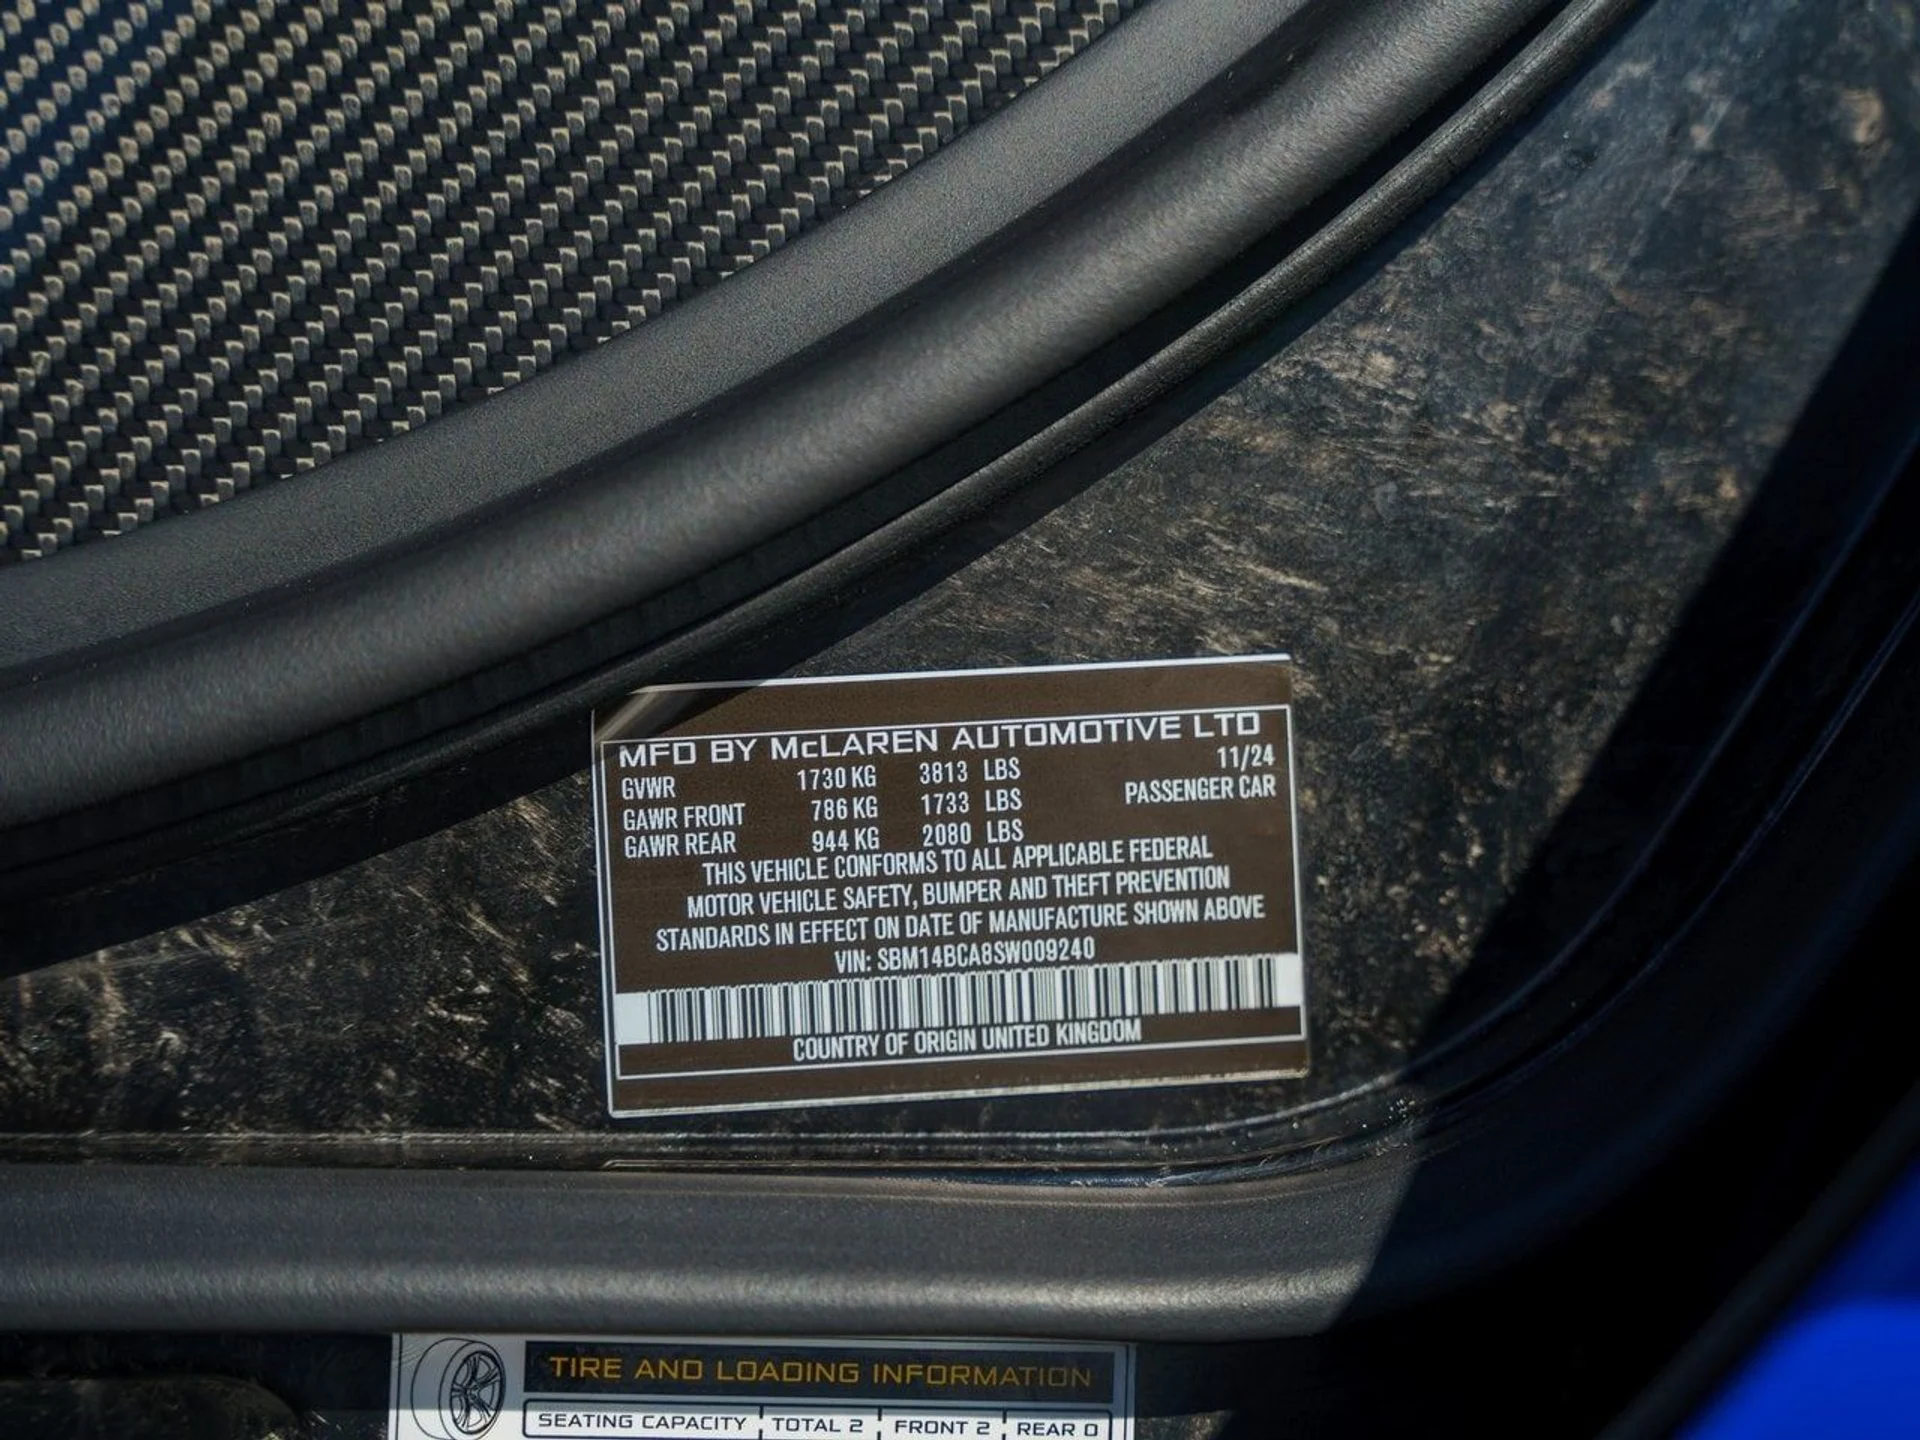 MFD BY McLAREN AUTOMOTIVE LTD
11/24
GVWR 1730 KG 3813 LBS
PASSENGER CAR
GAWR FRONT 786 KG 1733 LBS
GAWR REAR 944 KG 2080 LBS
THIS VEHICLE CONFORMS TO ALL APPLICABLE FEDERAL
MOTOR VEHICLE SAFETY, BUMPER AND THEFT PREVENTION
STANDARDS IN EFFECT ON DATE OF MANUFACTURE SHOWN ABOVE
VIN: SBM14BCA8SW009240
COUNTRY OF ORIGIN UNITED KINGDOM
TIRE AND LOADING INFORMATION
SEATING CAPACITY TOTAL 2 FRONT 2 REAR 0